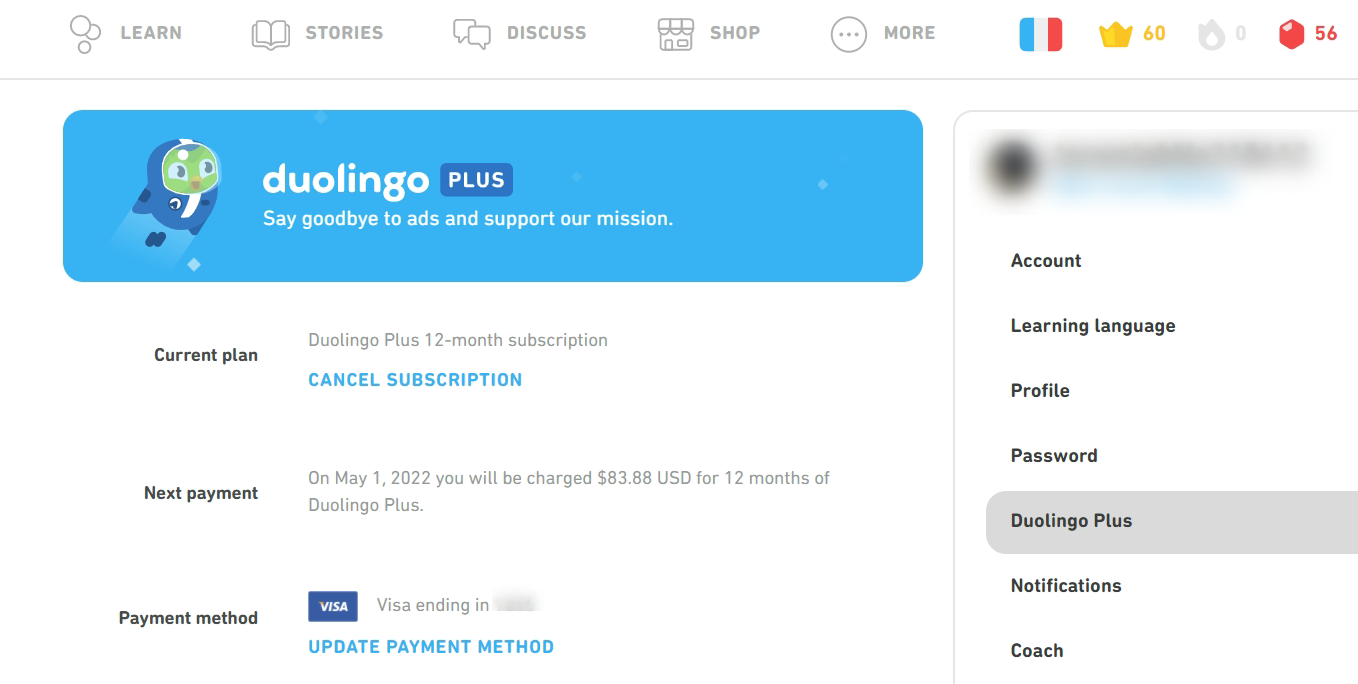 LEARN STORIES DISCUSS SHOP MORE 60 0 56
duolingo PLUS
Say goodbye to ads and support our mission.
Current plan
Duolingo Plus 12-month subscription
CANCEL SUBSCRIPTION
Next payment
On May 1, 2022 you will be charged $83.88 USD for 12 months of
Duolingo Plus.
Payment method
VISA Visa ending in
UPDATE PAYMENT METHOD
Account
Learning language
Profile
Password
Duolingo Plus
Notifications
Coach